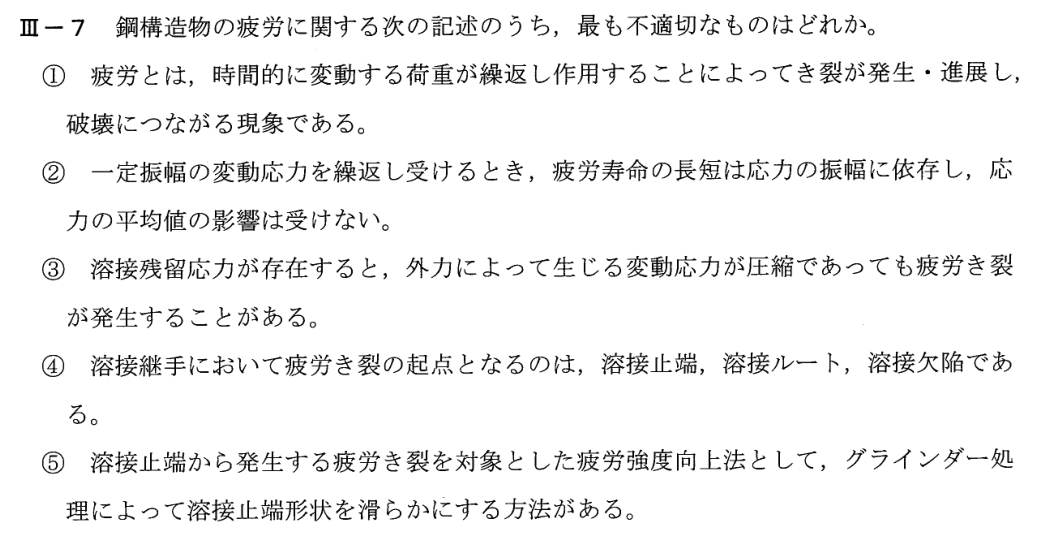 Ⅲ－７　鋼構造物の疲労に関する次の記述のうち，最も不適切なものはどれか。
①　疲労とは，時間的に変動する荷重が繰返し作用することによってき裂が発生・進展し，
破壊につながる現象である。
②　一定振幅の変動応力を繰返し受けるとき，疲労寿命の長短は応力の振幅に依存し，応
力の平均値の影響は受けない。
③　溶接残留応力が存在すると，外力によって生じる変動応力が圧縮であっても疲労き裂
が発生することがある。
④　溶接継手において疲労き裂の起点となるのは，溶接止端，溶接ルート，溶接欠陥であ
る。
⑤　溶接止端から発生する疲労き裂を対象とした疲労強度向上法として，グラインダー処
理によって溶接止端形状を滑らかにする方法がある。